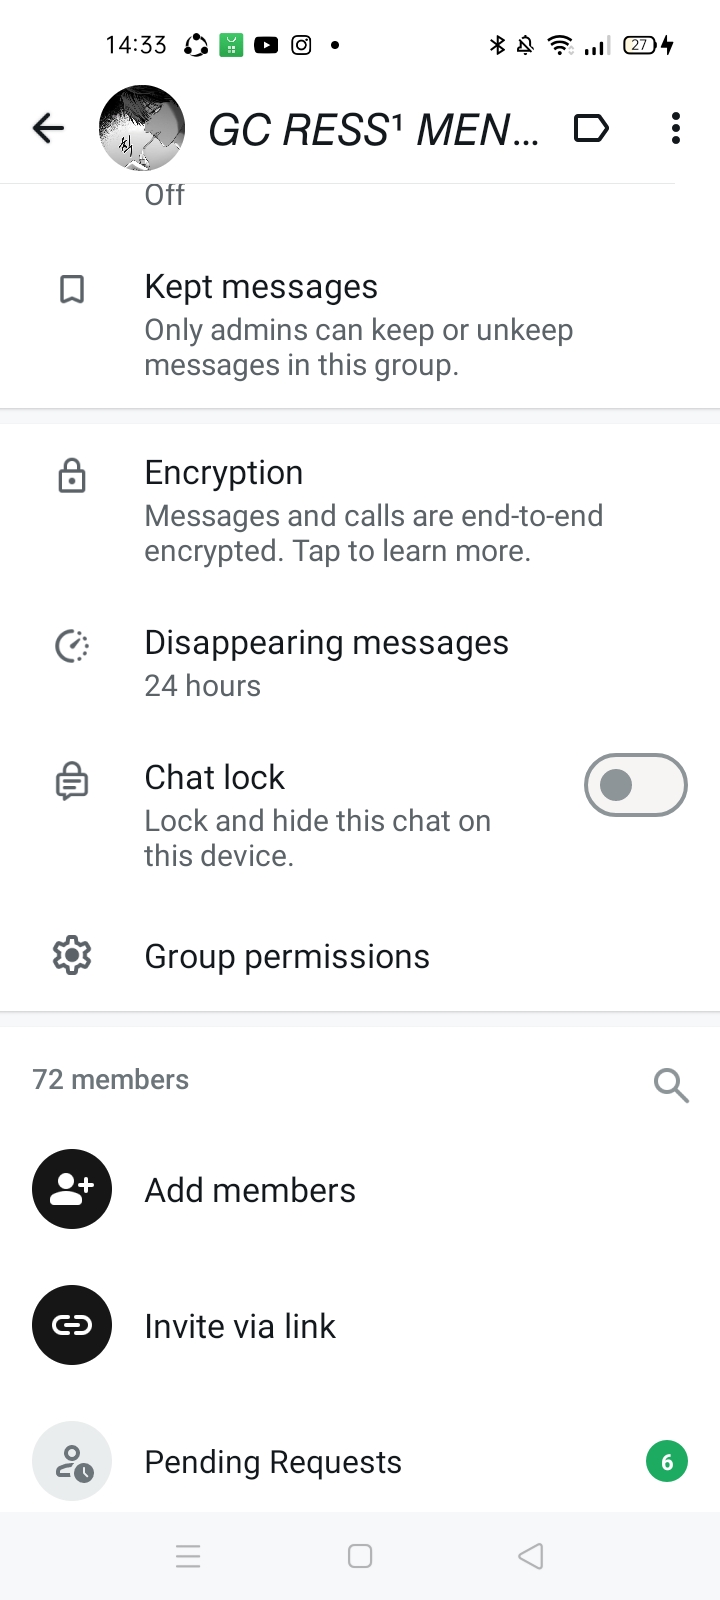 14:33
27
GC RESS¹ MEN...
Off
Kept messages
Only admins can keep or unkeep
messages in this group.
Encryption
Messages and calls are end-to-end
encrypted. Tap to learn more.
Disappearing messages
24 hours
Chat lock
Lock and hide this chat on
this device.
Group permissions
72 members
Add members
Invite via link
Pending Requests
6